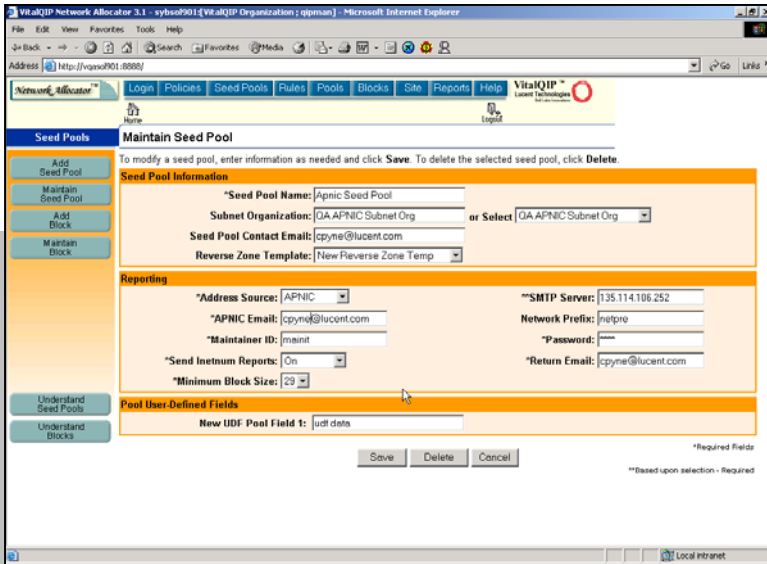 VitalQIP Network Allocator 3.1 - sybsol901:[VitalQIP Organization ; qipman] - Microsoft Internet Explorer
File Edit View Favorites Tools Help
Back Search Favorites Media
Address http://vqasol901:8888/ Go Links
Network Allocator™ Login Policies Seed Pools Rules Pools Blocks Site Reports Help VitalQIP™
Lucent Technologies
Bell Labs Innovations
Home Logout
Seed Pools
Maintain Seed Pool
Add
Seed Pool
Maintain
Seed Pool
Add
Block
Maintain
Block
Understand
Seed Pools
Understand
Blocks
To modify a seed pool, enter information as needed and click Save. To delete the selected seed pool, click Delete.
Seed Pool Information
*Seed Pool Name: Apnic Seed Pool
Subnet Organization: QA APNIC Subnet Org or Select QA APNIC Subnet Org
Seed Pool Contact Email: cpyne@lucent.com
Reverse Zone Template: New Reverse Zone Temp
Reporting
*Address Source: APNIC **SMTP Server: 135.114.106.252
*APNIC Email: cpyne@lucent.com Network Prefix: netpre
*Maintainer ID: mainit *Password: ****
*Send Inetnum Reports: On *Return Email: cpyne@lucent.com
*Minimum Block Size: 29
Pool User-Defined Fields
New UDF Pool Field 1: udf data
Save Delete Cancel
*Required Fields
**Based upon selection - Required
Local intranet